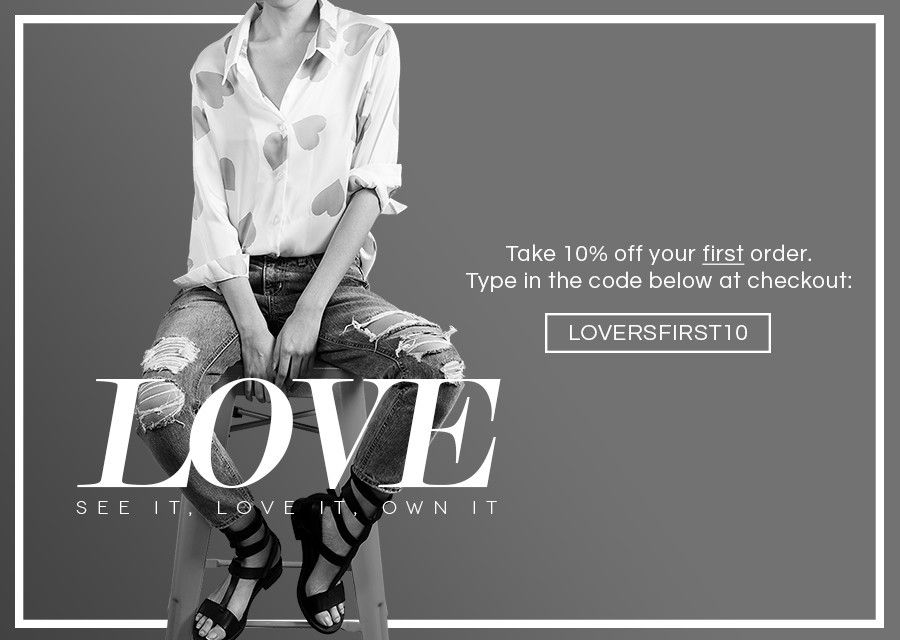 Take 10% off your first order.
Type in the code below at checkout:
LOVERSFIRST10
LOVE
SEE IT, LOVE IT, OWN IT